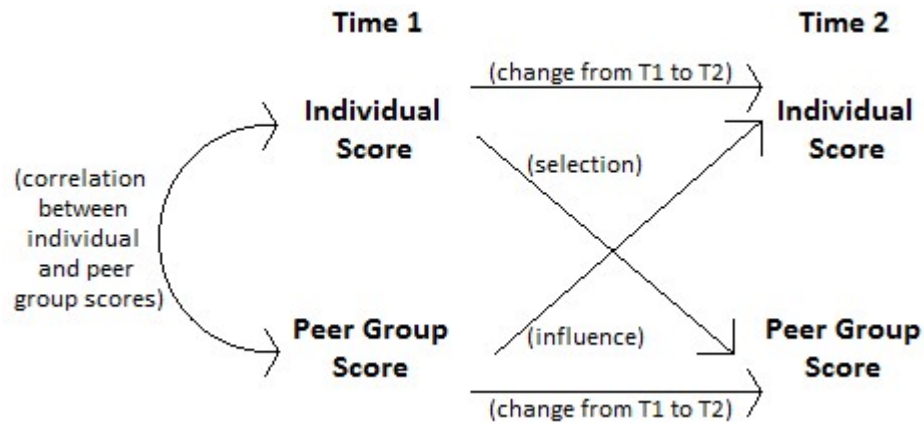 Time 1
Time 2
(change from T1 to T2)
Individual
Score
Individual
Score
(selection)
(correlation
between
individual
and peer
group scores)
(influence)
Peer Group
Score
Peer Group
Score
(change from T1 to T2)